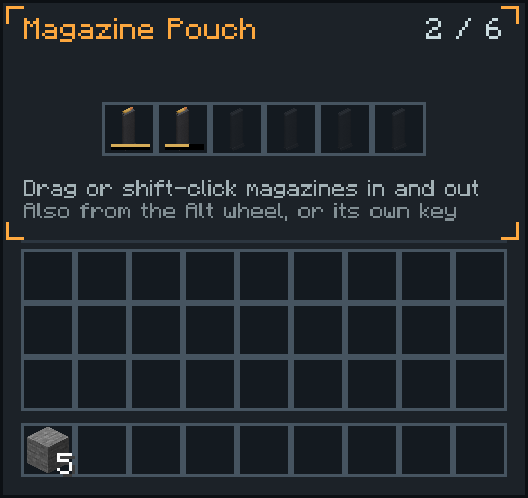 Magazine Pouch 2 / 6
Drag or shift-click magazines in and out
Also from the Alt wheel, or its own key
5